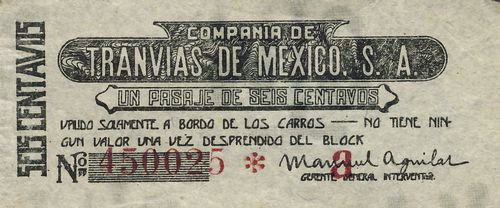 SEIS CENTAVOS
COMPAÑIA DE
TRANVIAS DE MEXICO. S. A.
UN PASAJE DE SEIS CENTAVOS
VALIDO SOLAMENTE A BORDO DE LOS CARROS — NO TIENE NIN-
GUN VALOR UNA VEZ DESPRENDIDO DEL BLOCK
Nº 450025 * 8 Manuel Aguilar
GERENTE GENERAL INTERVENTOR.